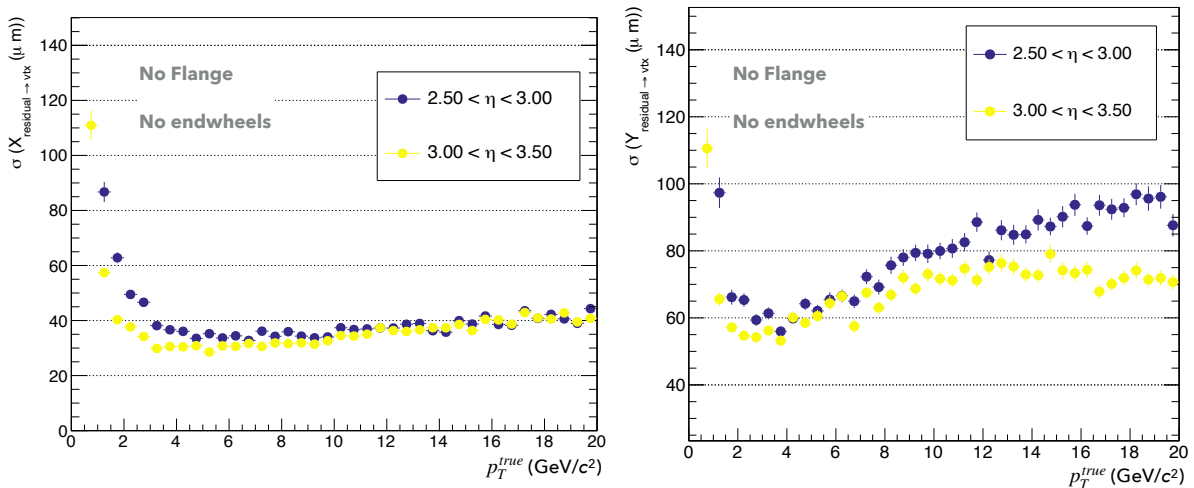 σ (X_residual → vtx (μ m)
140
120
100
80
60
40
20
0
No Flange
No endwheels
2.50 < η < 3.00
3.00 < η < 3.50
0 2 4 6 8 10 12 14 16 18 20
p_T^true (GeV/c²)
σ (Y_residual → vtx (μ m)
140
120
100
80
60
40
No Flange
No endwheels
2.50 < η < 3.00
3.00 < η < 3.50
0 2 4 6 8 10 12 14 16 18 20
p_T^true (GeV/c²)